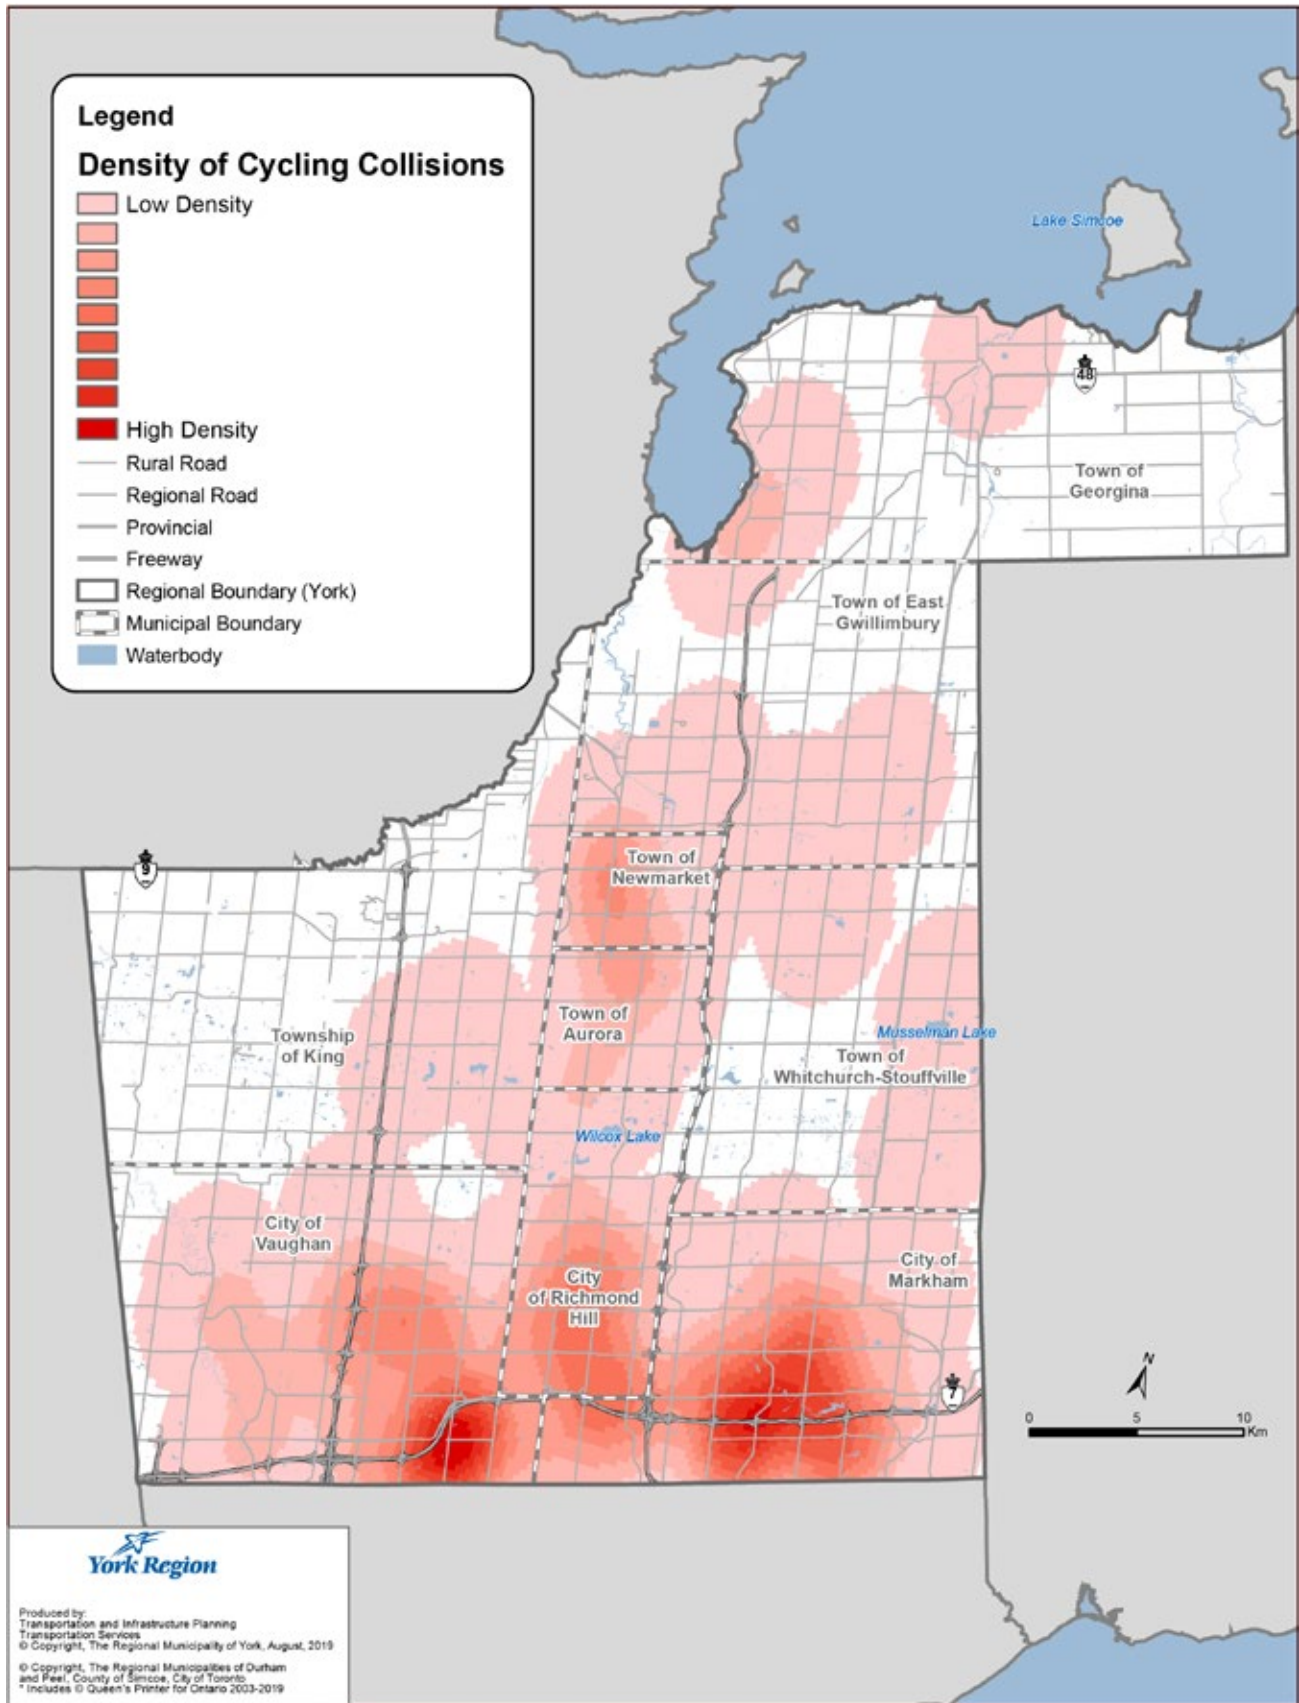 Legend
Density of Cycling Collisions
Low Density
High Density
Rural Road
Regional Road
Provincial
Freeway
Regional Boundary (York)
Municipal Boundary
Waterbody
Lake Simcoe
48
Town of
Georgina
Town of East
Gwillimbury
9
Town of
Newmarket
Township
of King
Town of
Aurora
Musselman Lake
Town of
Whitchurch-Stouffville
Wilcox Lake
City of
Vaughan
City
of Richmond
Hill
City of
Markham
7
N
0 5 10
Km
York Region
Produced by:
Transportation and Infrastructure Planning
Transportation Services
© Copyright, The Regional Municipality of York, August, 2019
© Copyright, The Regional Municipalities of Durham
and Peel, County of Simcoe, City of Toronto
* Includes © Queen's Printer for Ontario 2003-2019